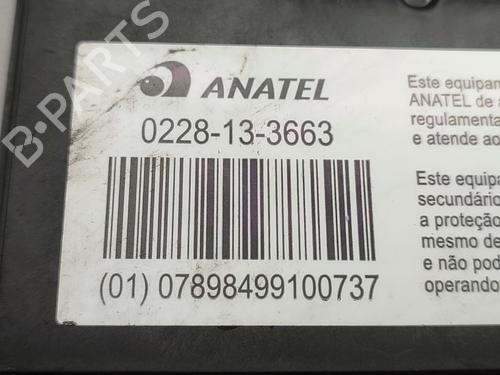 ANATEL
0228-13-3663
(01) 07898499100737
Este equipam
ANATEL de
regulamenta
e atende ao
Este equipa
secundário
a proteção
mesmo de
e não pod
operando
B-PARTS